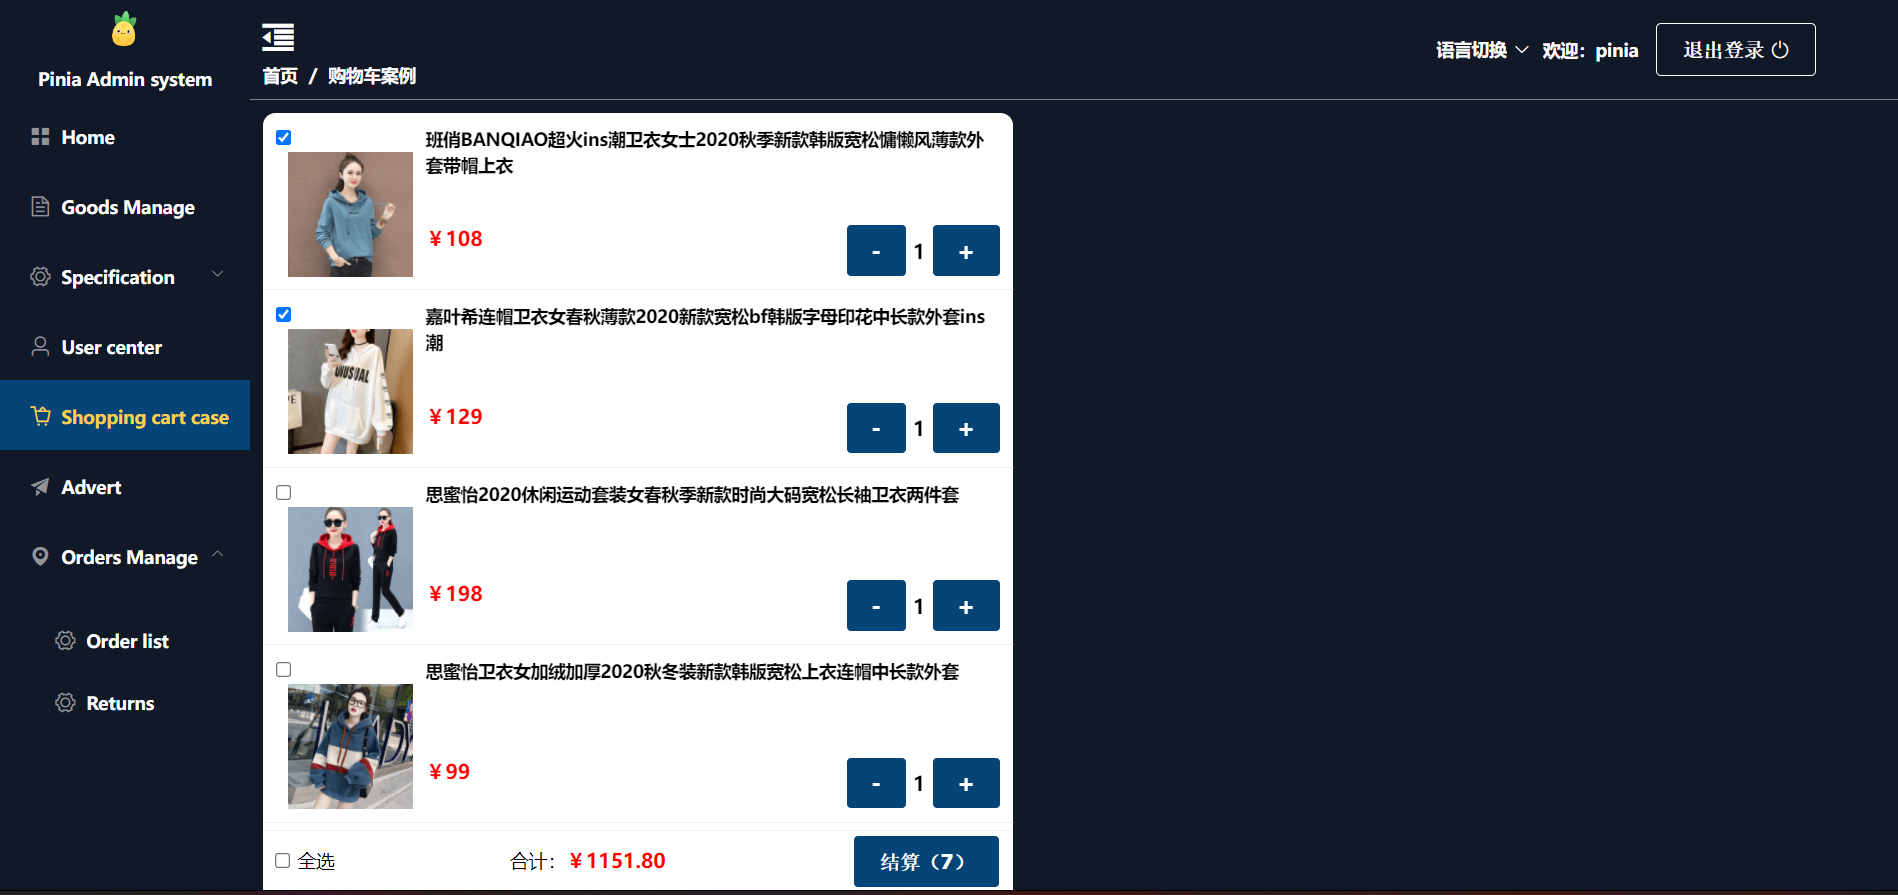 Pinia Admin system
Home
Goods Manage
Specification
User center
Shopping cart case
Advert
Orders Manage
Order list
Returns
首页 / 购物车案例
语言切换 欢迎：pinia 退出登录
班俏BANQIAO超火ins潮卫衣女士2020秋季新款韩版宽松慵懒风薄款外
套带帽上衣
¥108
- 1 +
嘉叶希连帽卫衣女春秋薄款2020新款宽松bf韩版字母印花中长款外套ins
潮
UNUSUAL
¥129
- 1 +
思蜜怡2020休闲运动套装女春秋季新款时尚大码宽松长袖卫衣两件套
¥198
- 1 +
思蜜怡卫衣女加绒加厚2020秋冬装新款韩版宽松上衣连帽中长款外套
¥99
- 1 +
全选 合计：¥1151.80 结算（7）